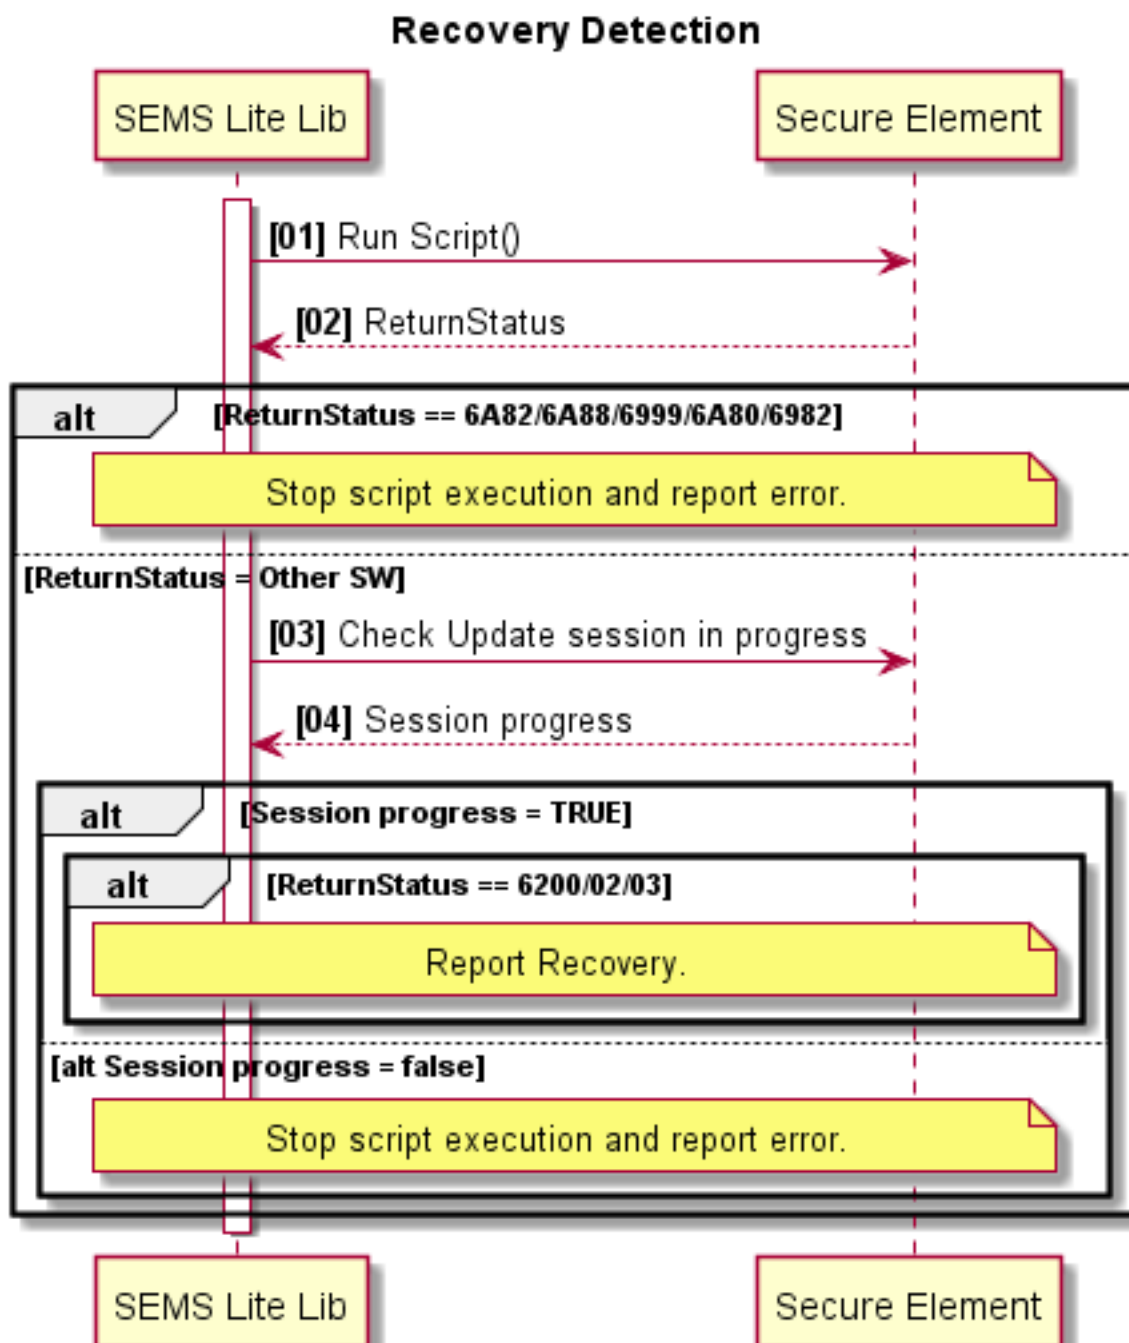 Recovery Detection
SEMS Lite Lib
Secure Element
[01] Run Script()
[02] ReturnStatus
alt
[ReturnStatus == 6A82/6A88/6999/6A80/6982]
Stop script execution and report error.
[ReturnStatus = Other SW]
[03] Check Update session in progress
[04] Session progress
alt
[Session progress = TRUE]
alt
[ReturnStatus == 6200/02/03]
Report Recovery.
[alt Session progress = false]
Stop script execution and report error.
SEMS Lite Lib
Secure Element